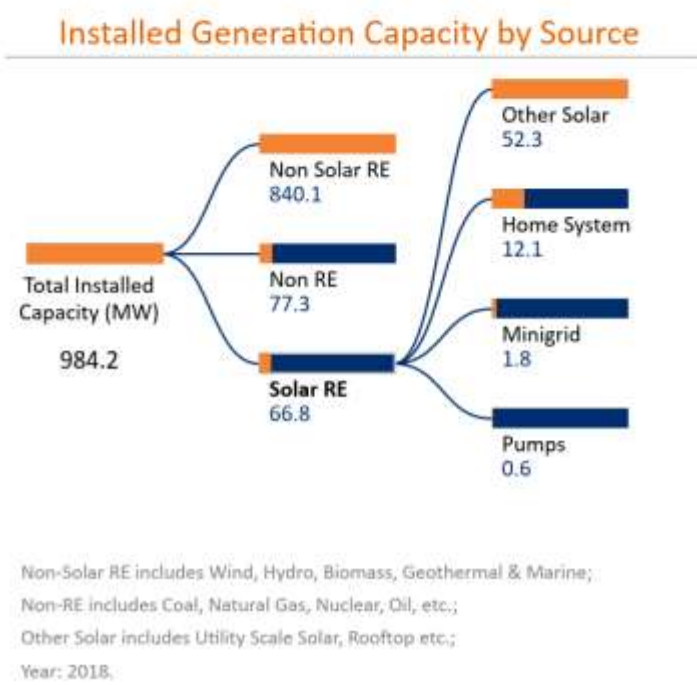 Installed Generation Capacity by Source
Other Solar
52.3
Non Solar RE
840.1
Home System
12.1
Total Installed
Capacity (MW)
984.2
Non RE
77.3
Minigrid
1.8
Solar RE
66.8
Pumps
0.6
Non-Solar RE includes Wind, Hydro, Biomass, Geothermal & Marine;
Non-RE includes Coal, Natural Gas, Nuclear, Oil, etc.;
Other Solar includes Utility Scale Solar, Rooftop etc.;
Year: 2018.